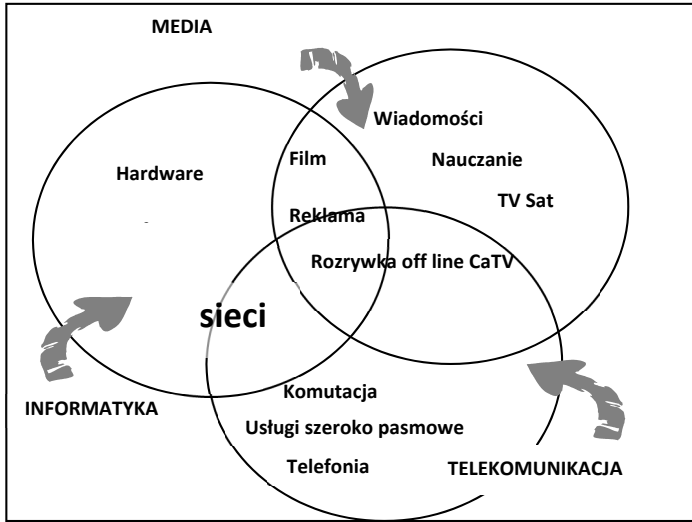 MEDIA
Wiadomości
Film
Nauczanie
Hardware
TV Sat
Reklama
Rozrywka off line CaTV
sieci
Komutacja
INFORMATYKA
Usługi szeroko pasmowe
Telefonia
TELEKOMUNIKACJA